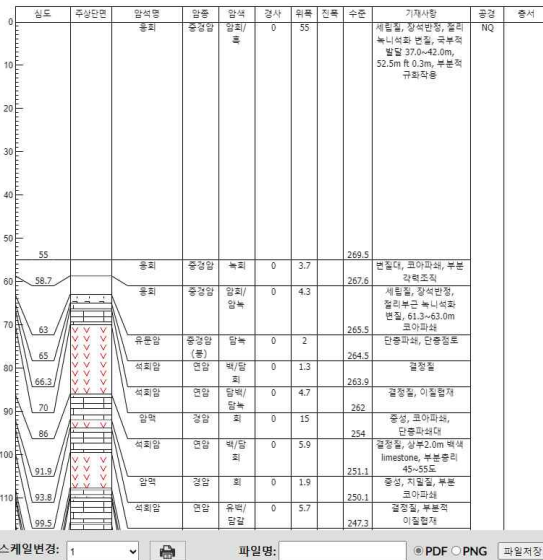 심도 주상단면 암석명 암종 암색 경사 위폭 진폭 수준 기재사항 공경 증서
0 응회 중경암 암회/흑 0 55 세립질, 장석반정, 절리 NQ
녹니석화 변질, 국부적
발달 37.0~42.0m,
52.5m ft 0.3m, 부분적
규화작용
10
20
30
40
50
55 269.5
응회 중경암 녹회 0 3.7 변질대, 코아파쇄, 부분
각력조직
60 58.7 267.6
응회 중경암 암회/암녹 0 4.3 세립질, 장석반정,
절리부근 녹니석화
변질, 61.3~63.0m
코아파쇄
63 265.5
70
유문암 중경암(풍) 담녹 0 2 단층파쇄, 단층점토
65 264.5
80
석회암 연암 백/담회 0 1.3 결정질
66.3 263.9
석회암 연암 담백/담녹 0 4.7 결정질, 이질협재
70 262
90
암맥 경암 회 0 15 중성, 코아파쇄,
단층파쇄대
86 254
석회암 연암 백/담회 0 5.9 결정질, 상부2.0m 백색
limestone, 부분층리
45~55도
100
91.9 251.1
암맥 경암 회 0 1.9 중성, 치밀질, 부분
코아파쇄
110 93.8 250.1
석회암 연암 유백/담갈 0 5.7 결정질, 부분적
이질협재
99.5 247.3
스케일변경: 1 파일명: PDF PNG 파일저장